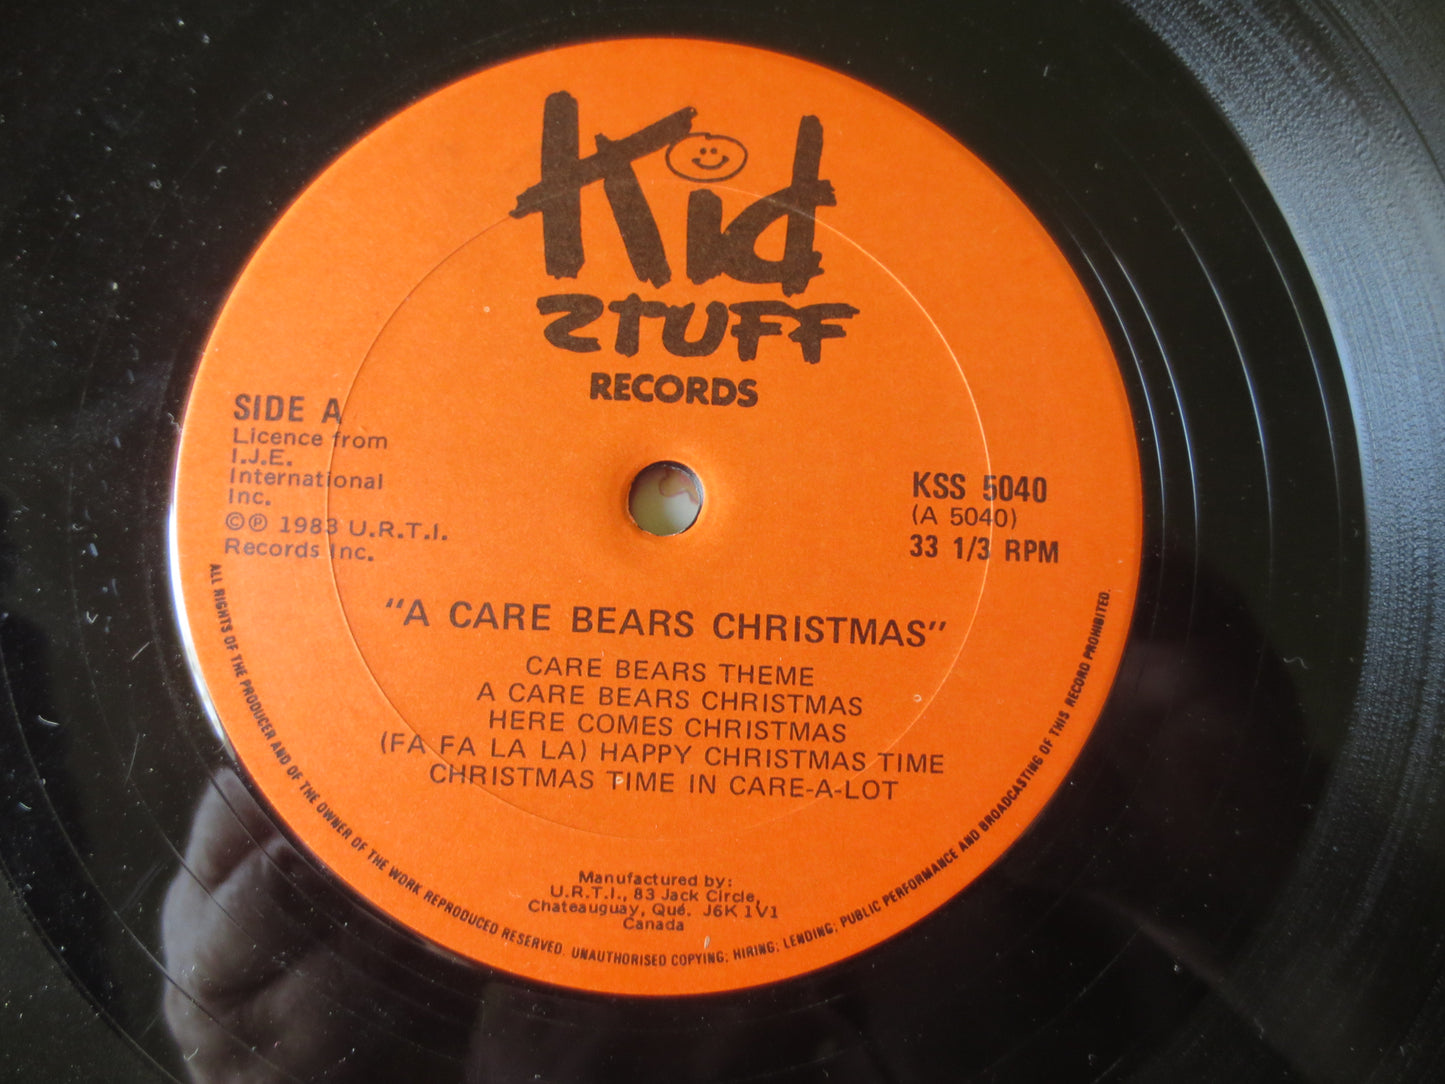 Kid
STUFF
RECORDS
SIDE A
Licence from
I.J.E.
International
Inc.
©℗ 1983 U.R.T.I.
Records Inc.
KSS 5040
(A 5040)
33 1/3 RPM
"A CARE BEARS CHRISTMAS"
CARE BEARS THEME
A CARE BEARS CHRISTMAS
HERE COMES CHRISTMAS
(FA FA LA LA) HAPPY CHRISTMAS TIME
CHRISTMAS TIME IN CARE-A-LOT
Manufactured by:
U.R.T.I., 83 Jack Circle,
Chateauguay, Qué. J6K 1V1
Canada
ALL RIGHTS OF THE PRODUCER AND OF THE OWNER OF THE WORK REPRODUCED RESERVED. UNAUTHORISED COPYING; HIRING; LENDING; PUBLIC PERFORMANCE AND BROADCASTING OF THIS RECORD PROHIBITED.